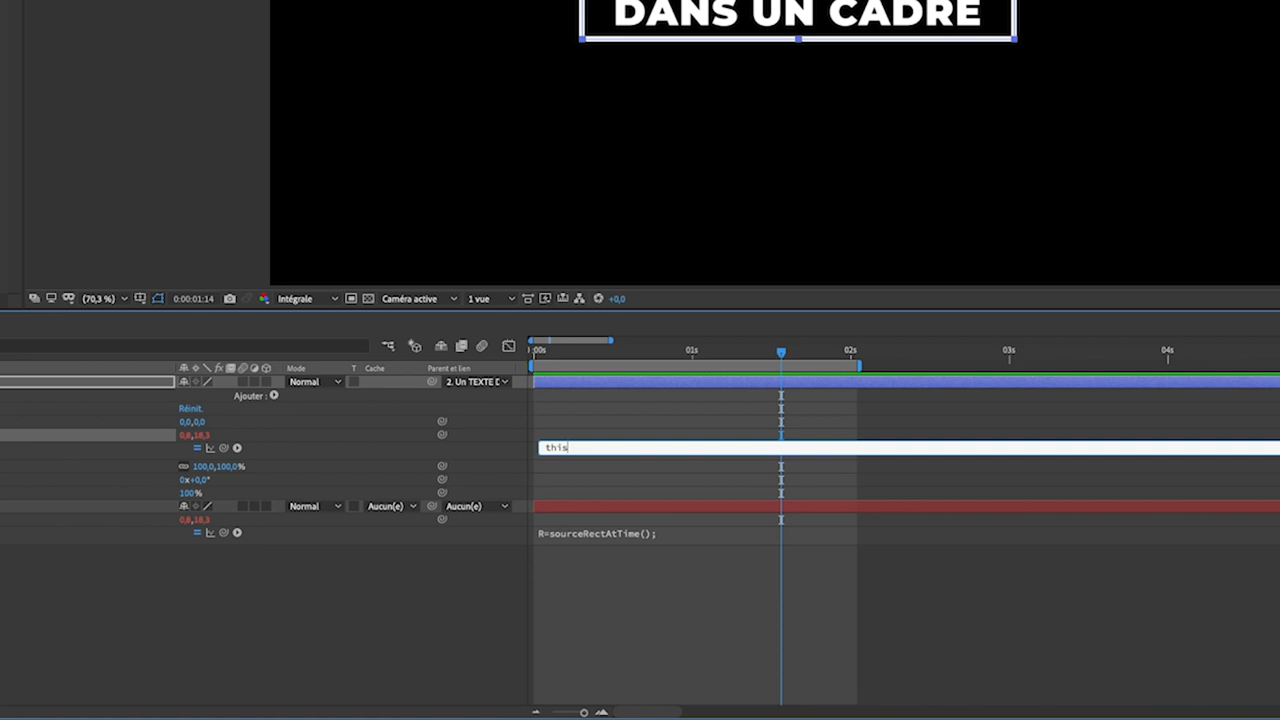 DANS UN CADRE
(70,3 %) 0:00:01:14 Intégrale Caméra active 1 vue +0,0
:00s 01s 02s 03s 04s
Mode T Cache Parent et lien
Normal 2. Un TEXTE D
Ajouter :
Réinit.
0,0,0,0
0,8,18,3
this
100,0,100,0%
0x+0,0°
100%
Normal Aucun(e) Aucun(e)
0,8,18,3
R=sourceRectAtTime();